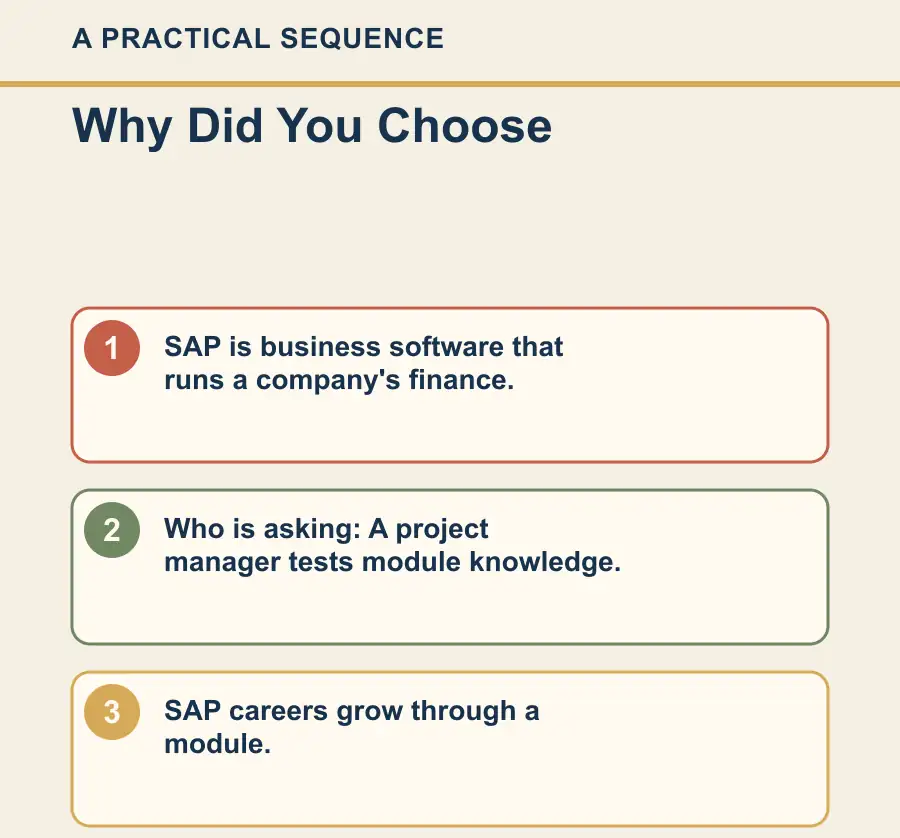 A PRACTICAL SEQUENCE
Why Did You Choose
1
SAP is business software that
runs a company's finance.
2
Who is asking: A project
manager tests module knowledge.
3
SAP careers grow through a
module.